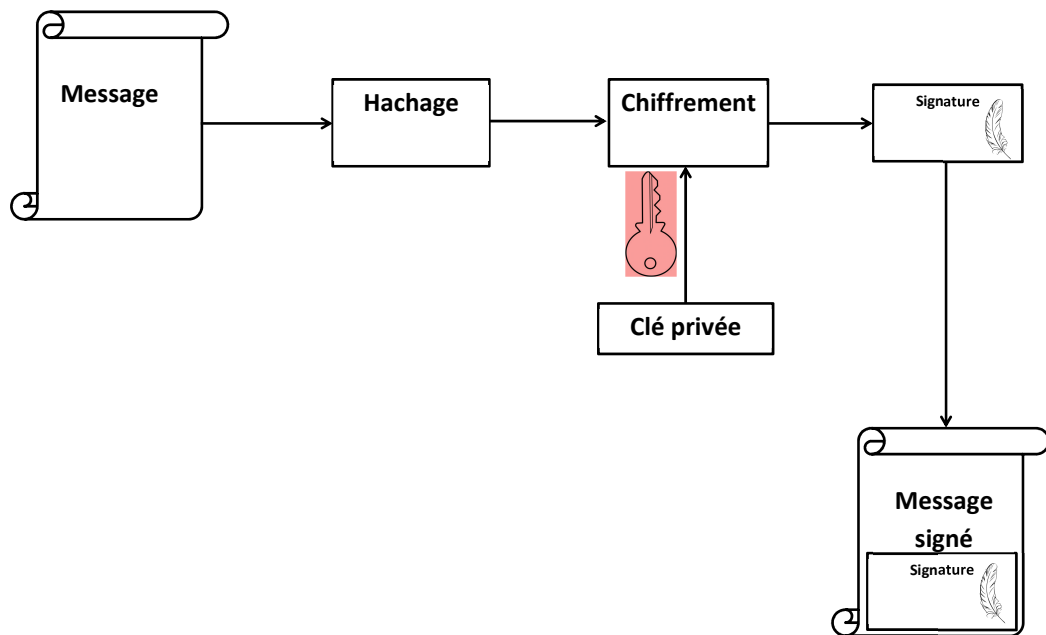 Message
Hachage
Chiffrement
Signature
Clé privée
Message
signé
Signature